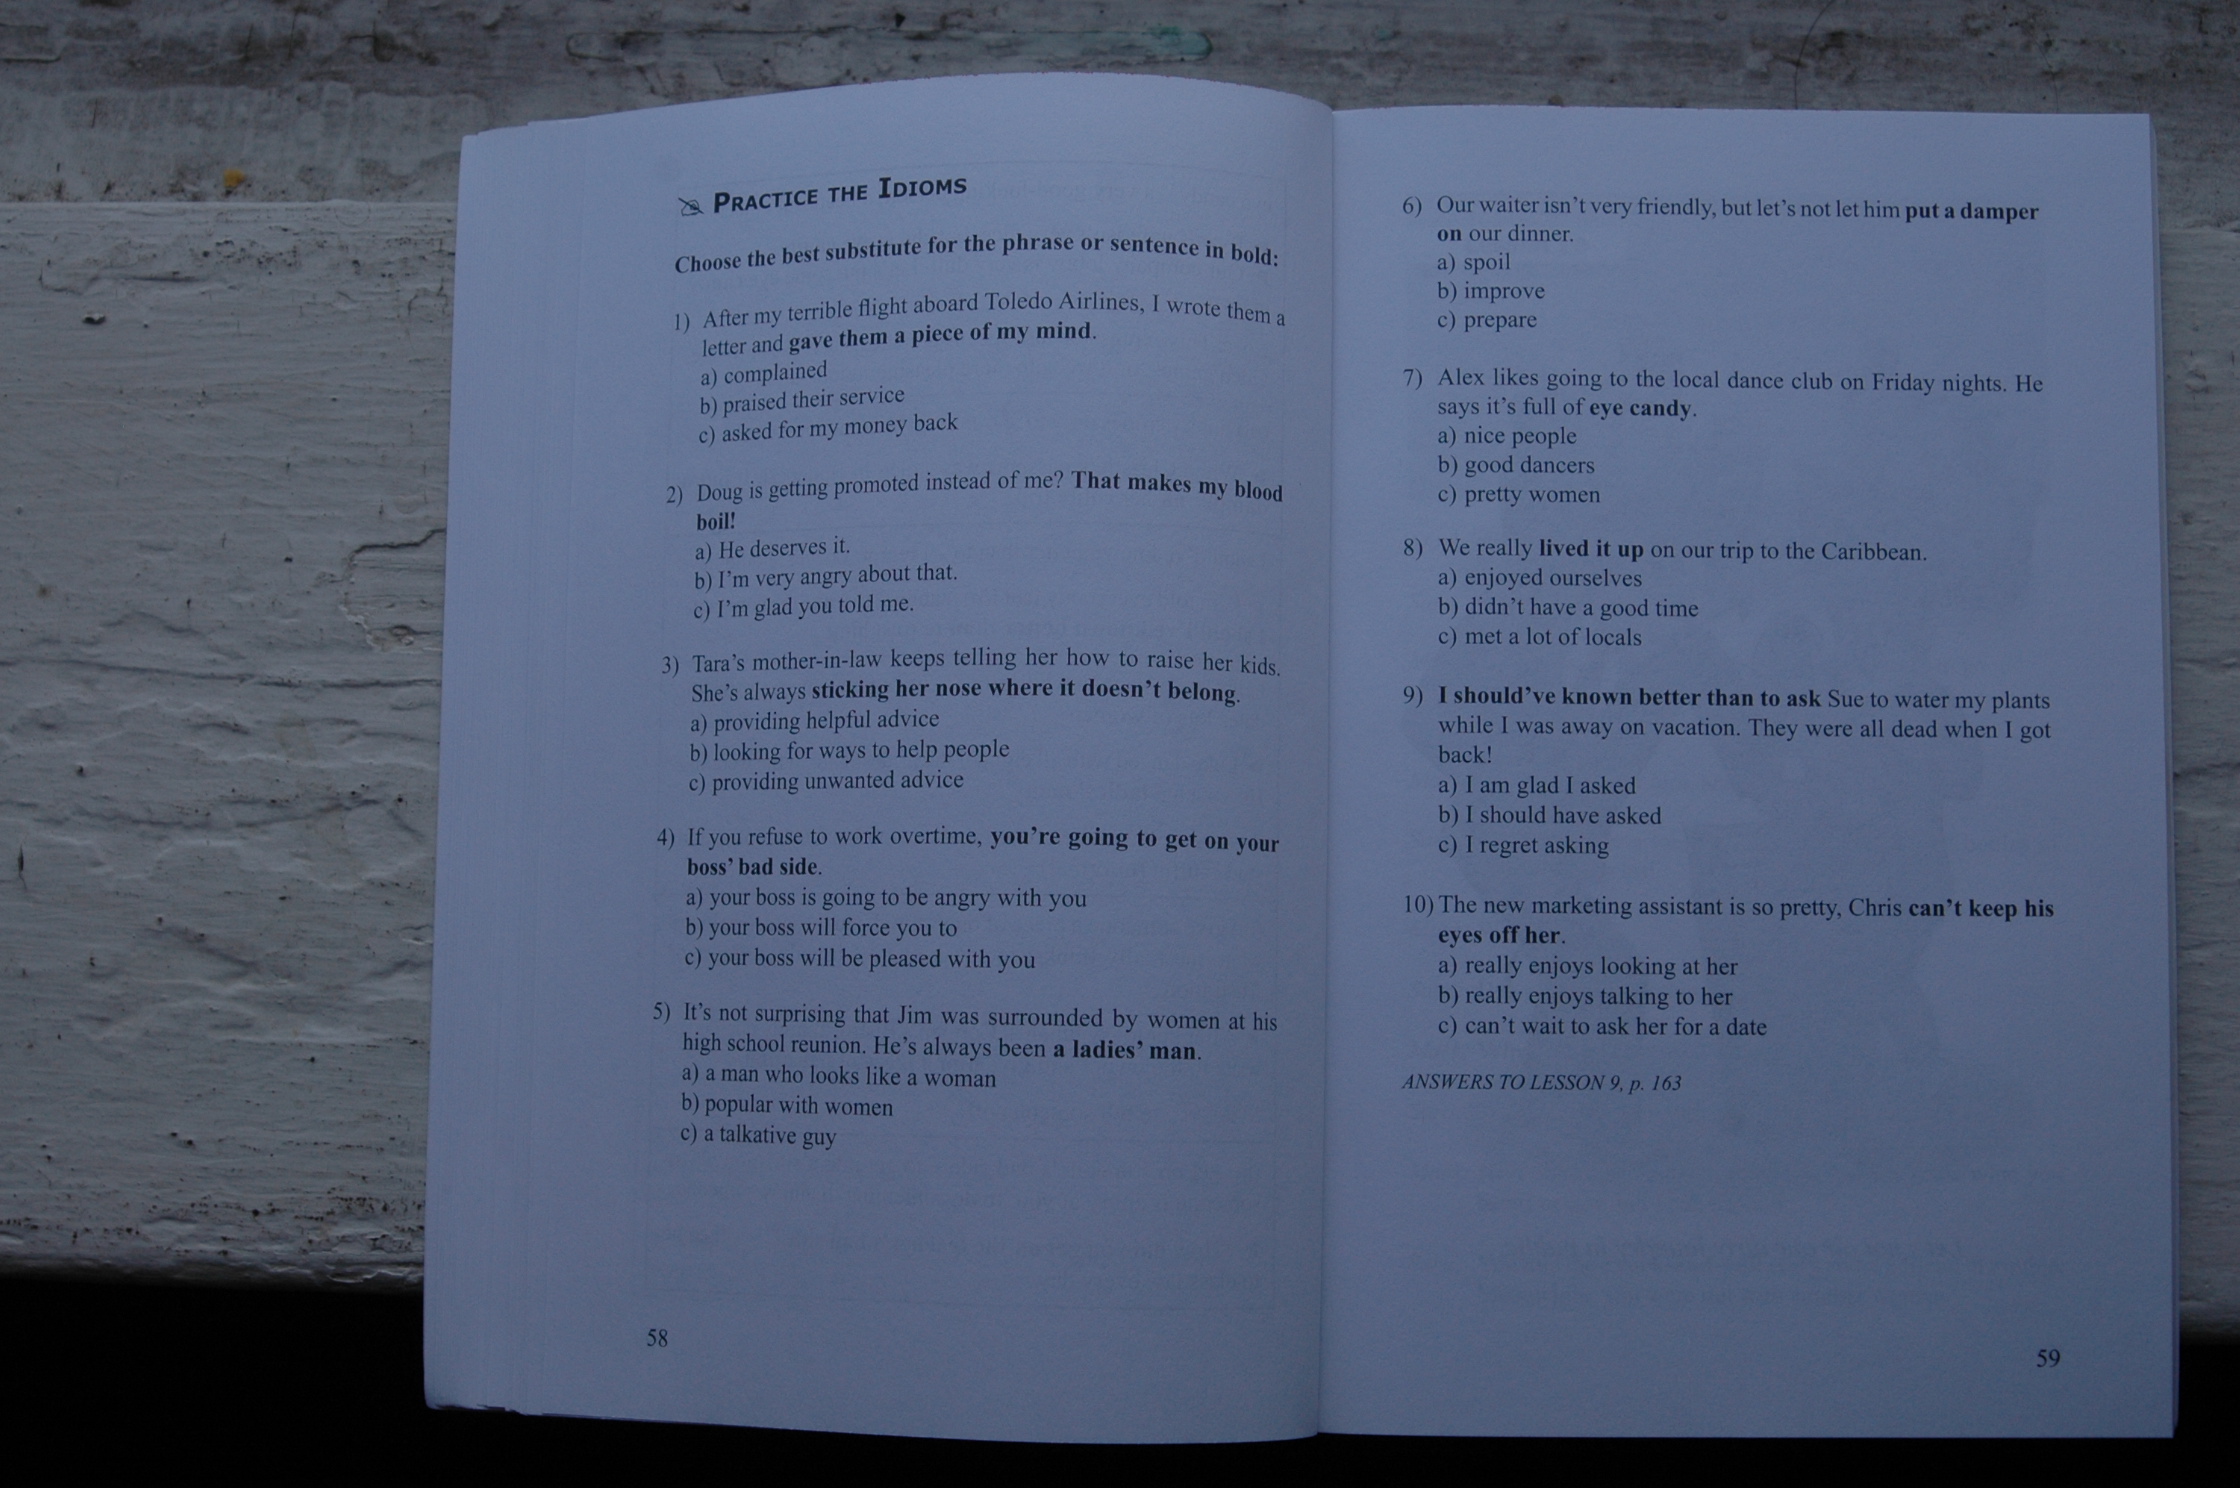 PRACTICE THE IDIOMS
Choose the best substitute for the phrase or sentence in bold:
1) After my terrible flight aboard Toledo Airlines, I wrote them a
letter and gave them a piece of my mind.
a) complained
b) praised their service
c) asked for my money back
2) Doug is getting promoted instead of me? That makes my blood
boil!
a) He deserves it.
b) I'm very angry about that.
c) I'm glad you told me.
3) Tara's mother-in-law keeps telling her how to raise her kids.
She's always sticking her nose where it doesn't belong.
a) providing helpful advice
b) looking for ways to help people
c) providing unwanted advice
4) If you refuse to work overtime, you're going to get on your
boss' bad side.
a) your boss is going to be angry with you
b) your boss will force you to
c) your boss will be pleased with you
5) It's not surprising that Jim was surrounded by women at his
high school reunion. He's always been a ladies' man.
a) a man who looks like a woman
b) popular with women
c) a talkative guy
58
6) Our waiter isn't very friendly, but let's not let him put a damper
on our dinner.
a) spoil
b) improve
c) prepare
7) Alex likes going to the local dance club on Friday nights. He
says it's full of eye candy.
a) nice people
b) good dancers
c) pretty women
8) We really lived it up on our trip to the Caribbean.
a) enjoyed ourselves
b) didn't have a good time
c) met a lot of locals
9) I should've known better than to ask Sue to water my plants
while I was away on vacation. They were all dead when I got
back!
a) I am glad I asked
b) I should have asked
c) I regret asking
10) The new marketing assistant is so pretty, Chris can't keep his
eyes off her.
a) really enjoys looking at her
b) really enjoys talking to her
c) can't wait to ask her for a date
ANSWERS TO LESSON 9, p. 163
59